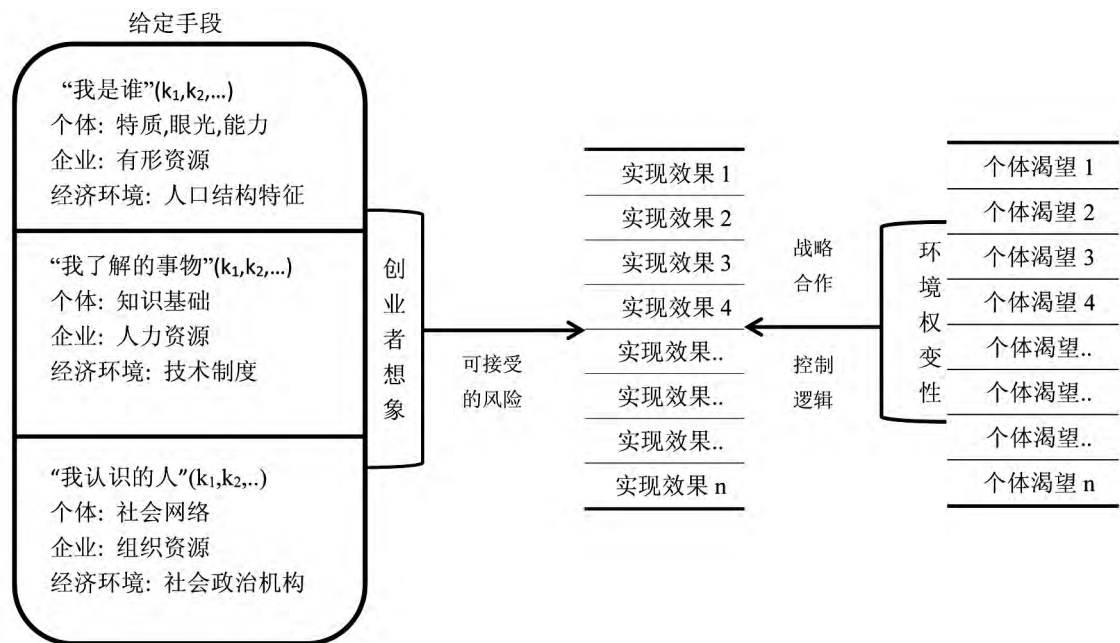 给定手段
“我是谁”(k₁,k₂,...)
个体: 特质,眼光,能力
企业: 有形资源
经济环境: 人口结构特征
“我了解的事物”(k₁,k₂,...)
个体: 知识基础
企业: 人力资源
经济环境: 技术制度
“我认识的人”(k₁,k₂,..)
个体: 社会网络
企业: 组织资源
经济环境: 社会政治机构
创业者想象
可接受
的风险
实现效果 1
实现效果 2
实现效果 3
实现效果 4
实现效果..
实现效果..
实现效果..
实现效果 n
战略
合作
控制
逻辑
环境权变性
个体渴望 1
个体渴望 2
个体渴望 3
个体渴望 4
个体渴望..
个体渴望..
个体渴望..
个体渴望 n